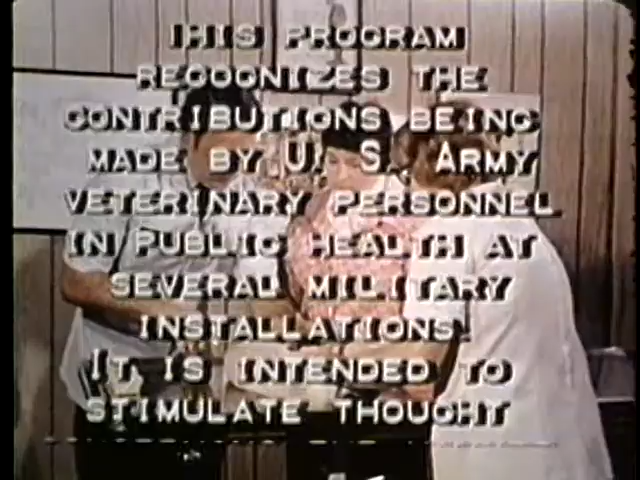 THIS PROGRAM
RECOGNIZES THE
CONTRIBUTIONS BEING
MADE BY U. S. ARMY
VETERINARY PERSONNEL
IN PUBLIC HEALTH AT
SEVERAL MILITARY
INSTALLATIONS.
IT IS INTENDED TO
STIMULATE THOUGHT